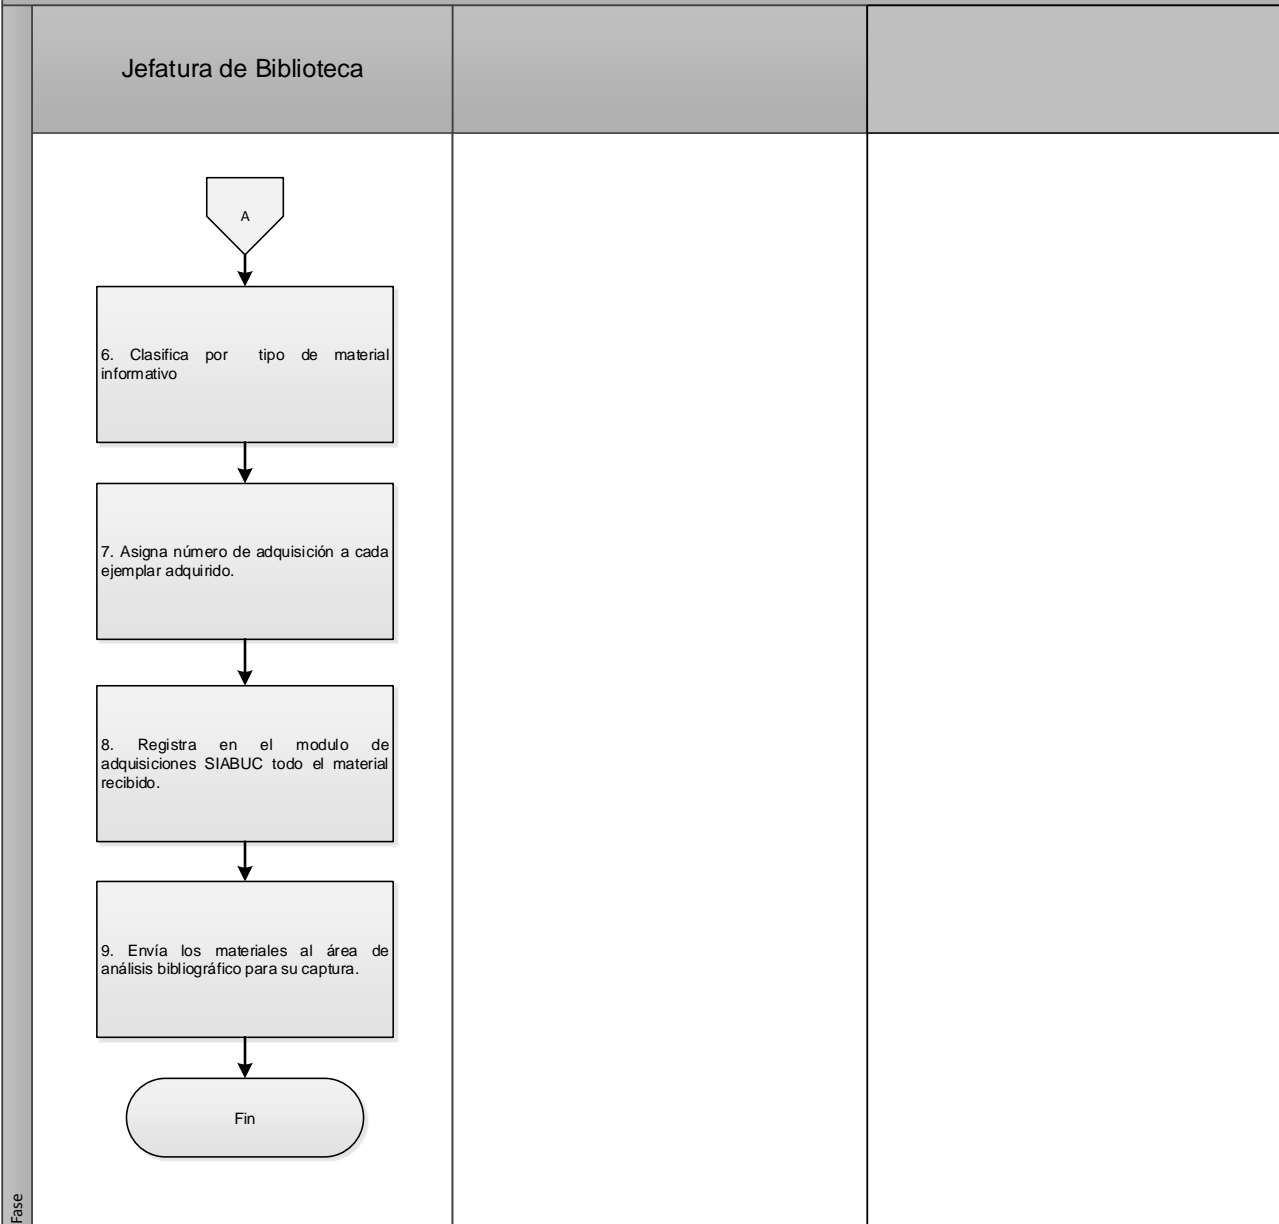 Jefatura de Biblioteca
A
6. Clasifica por tipo de material
informativo
7. Asigna número de adquisición a cada
ejemplar adquirido.
8. Registra en el modulo de
adquisiciones SIABUC todo el material
recibido.
9. Envía los materiales al área de
análisis bibliográfico para su captura.
Fin
Fase